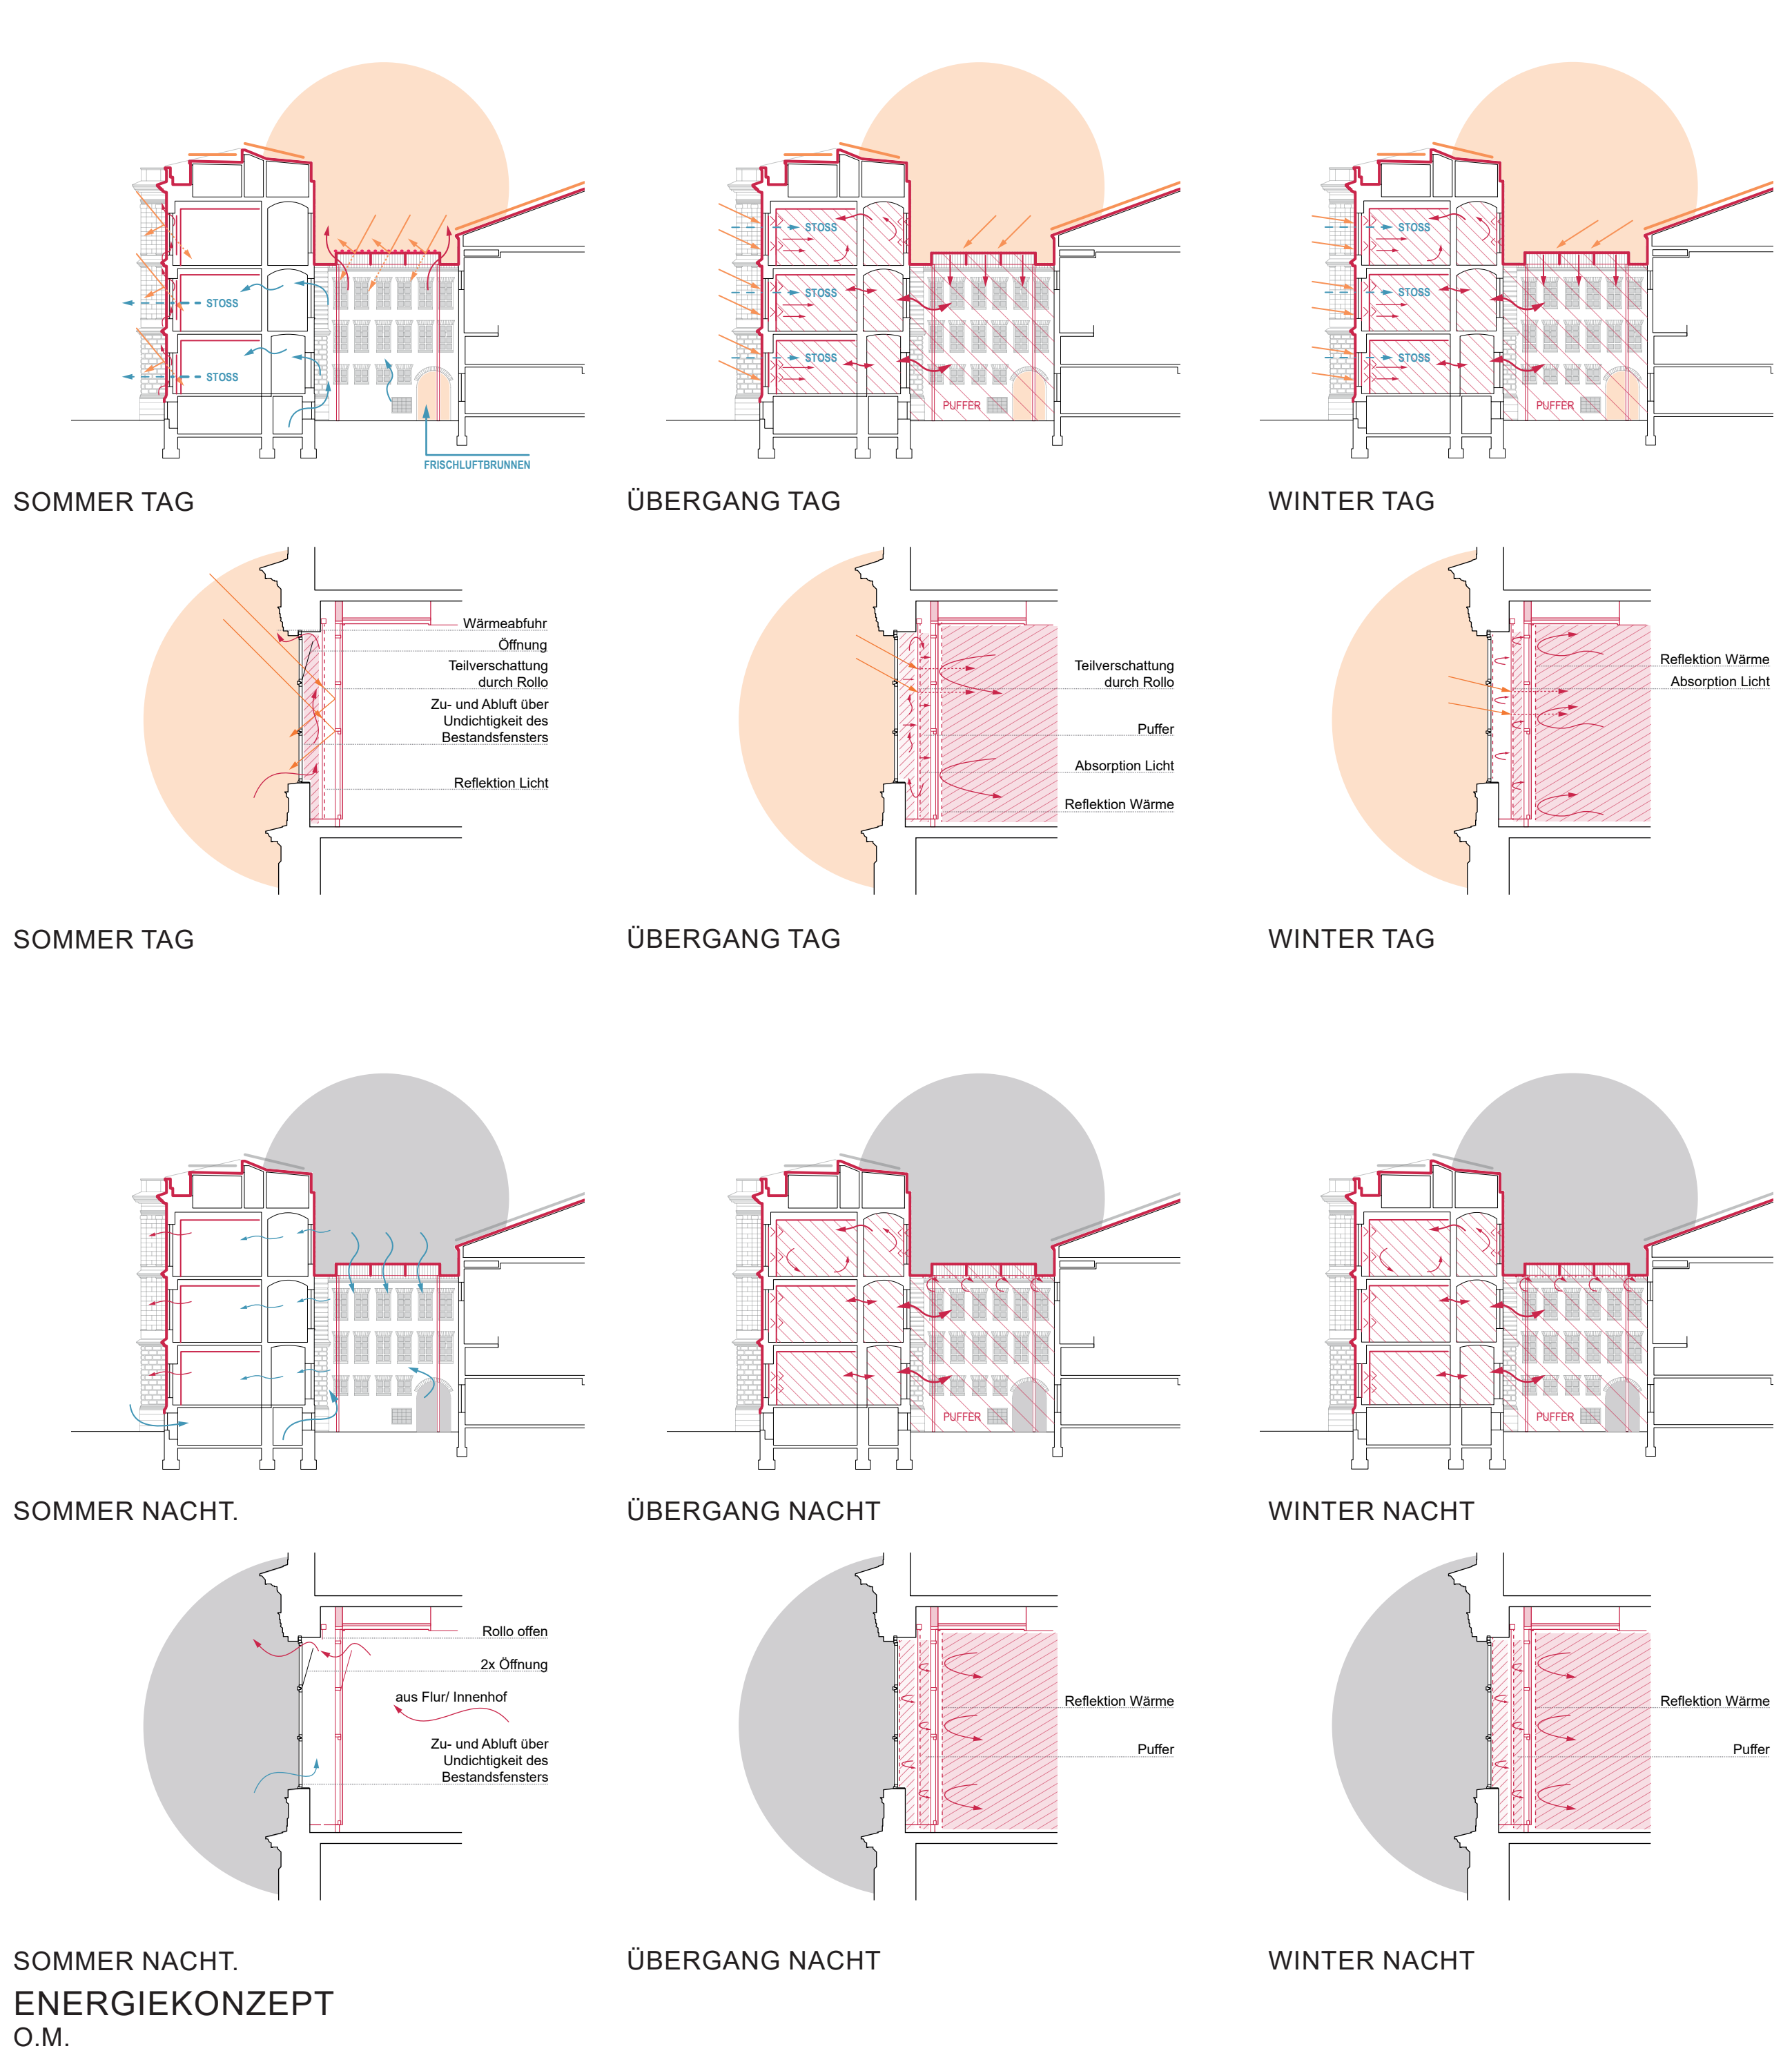 STOSS
STOSS
FRISCHLUFTBRUNNEN
STOSS
STOSS
STOSS
PUFFER
STOSS
STOSS
STOSS
PUFFER
SOMMER TAG
ÜBERGANG TAG
WINTER TAG
Wärmeabfuhr
Öffnung
Teilverschattung
durch Rollo
Zu- und Abluft über
Undichtigkeit des
Bestandsfensters
Reflektion Licht
Teilverschattung
durch Rollo
Puffer
Absorption Licht
Reflektion Wärme
Reflektion Wärme
Absorption Licht
SOMMER TAG
ÜBERGANG TAG
WINTER TAG
PUFFER
PUFFER
SOMMER NACHT.
ÜBERGANG NACHT
WINTER NACHT
Rollo offen
2x Öffnung
aus Flur/ Innenhof
Zu- und Abluft über
Undichtigkeit des
Bestandsfensters
Reflektion Wärme
Puffer
Reflektion Wärme
Puffer
SOMMER NACHT.
ÜBERGANG NACHT
WINTER NACHT
ENERGIEKONZEPT
O.M.